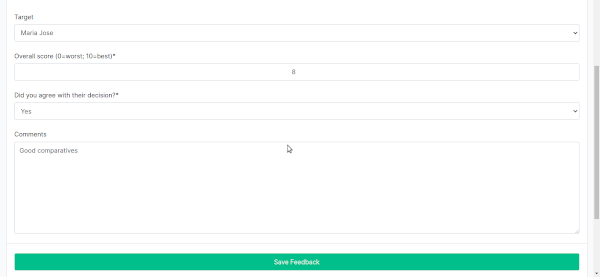 Target
Maria Jose
Overall score (0=worst; 10=best)*
8
Did you agree with their decision?*
Yes
Comments
Good comparatives
Save Feedback